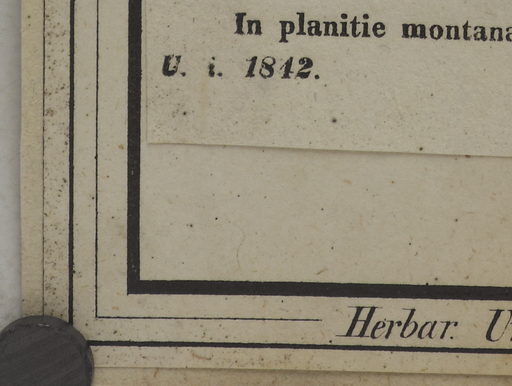 In planitie montana
U. i. 1842.
Herbar. U